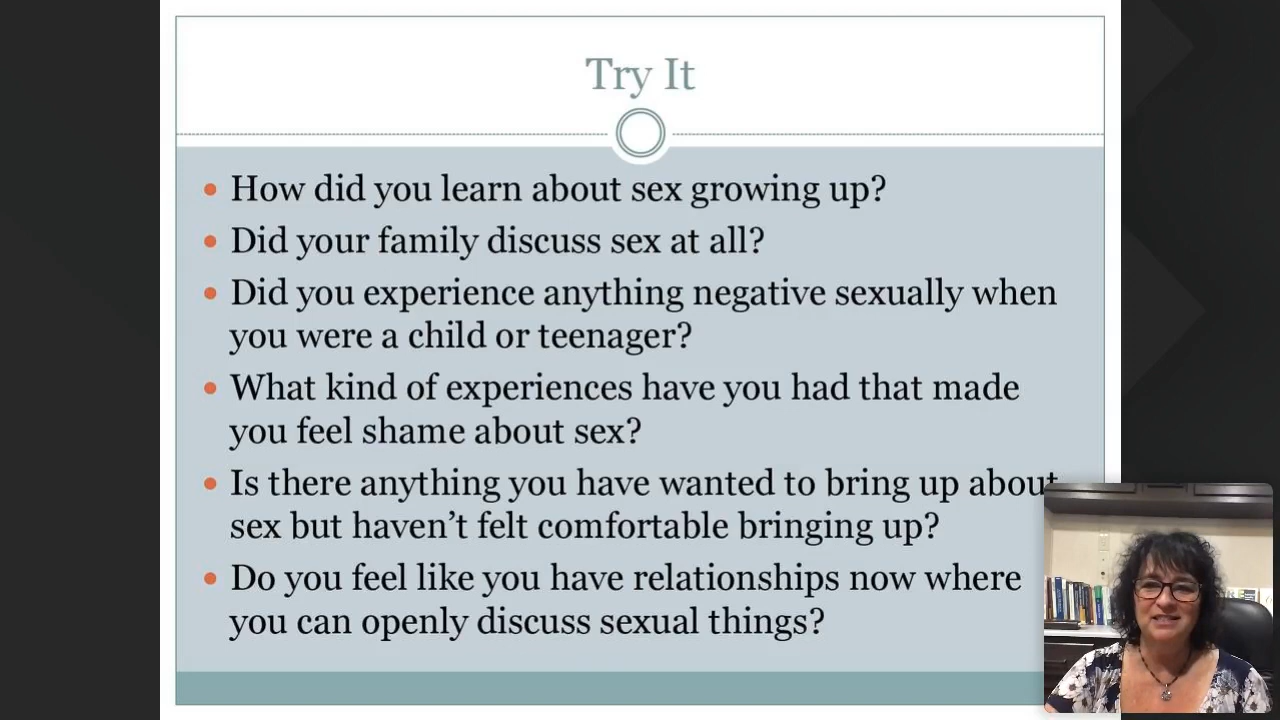 Try It
• How did you learn about sex growing up?
• Did your family discuss sex at all?
• Did you experience anything negative sexually when
you were a child or teenager?
• What kind of experiences have you had that made
you feel shame about sex?
• Is there anything you have wanted to bring up about
sex but haven’t felt comfortable bringing up?
• Do you feel like you have relationships now where
you can openly discuss sexual things?